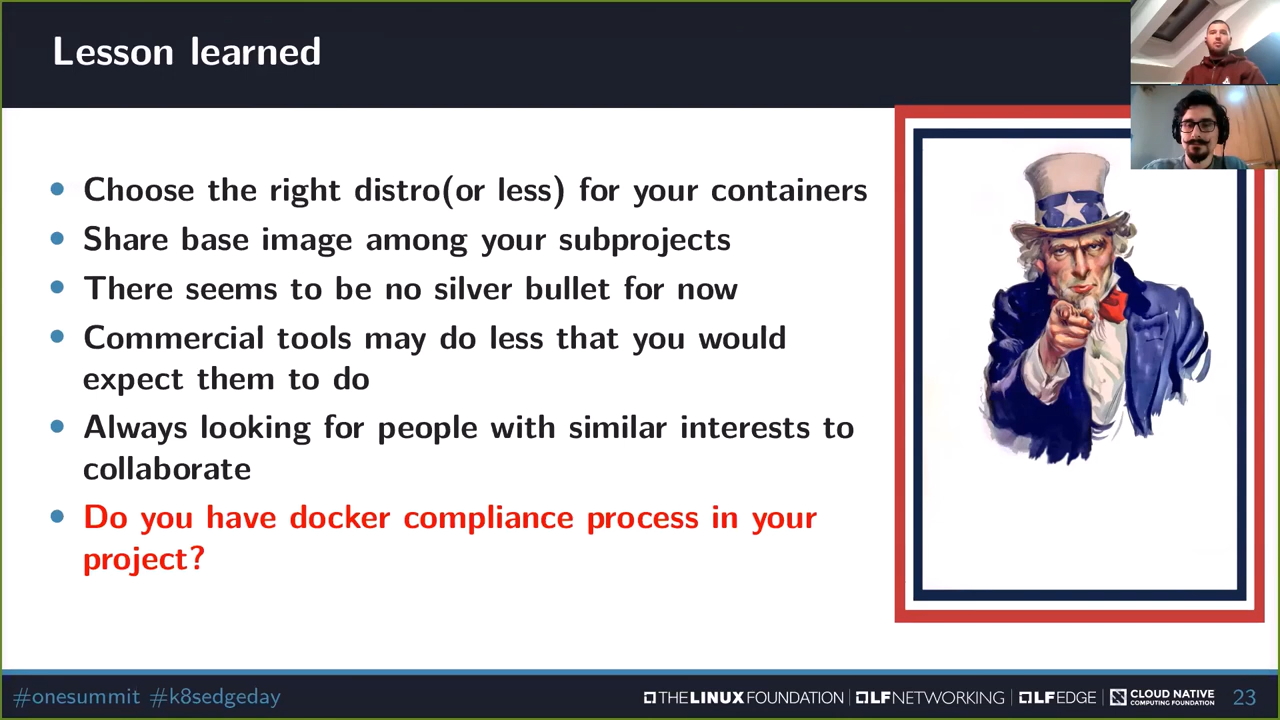 Lesson learned
Choose the right distro(or less) for your containers
Share base image among your subprojects
There seems to be no silver bullet for now
Commercial tools may do less that you would
expect them to do
Always looking for people with similar interests to
collaborate
Do you have docker compliance process in your
project?
#onesummit #k8sedgeday
THE LINUX FOUNDATION | LFNETWORKING | LFEDGE | CLOUD NATIVE
COMPUTING FOUNDATION
23